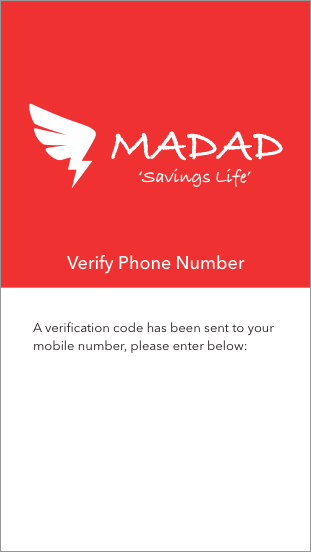 MADAD
'Savings Life'
Verify Phone Number
A verification code has been sent to your
mobile number, please enter below: